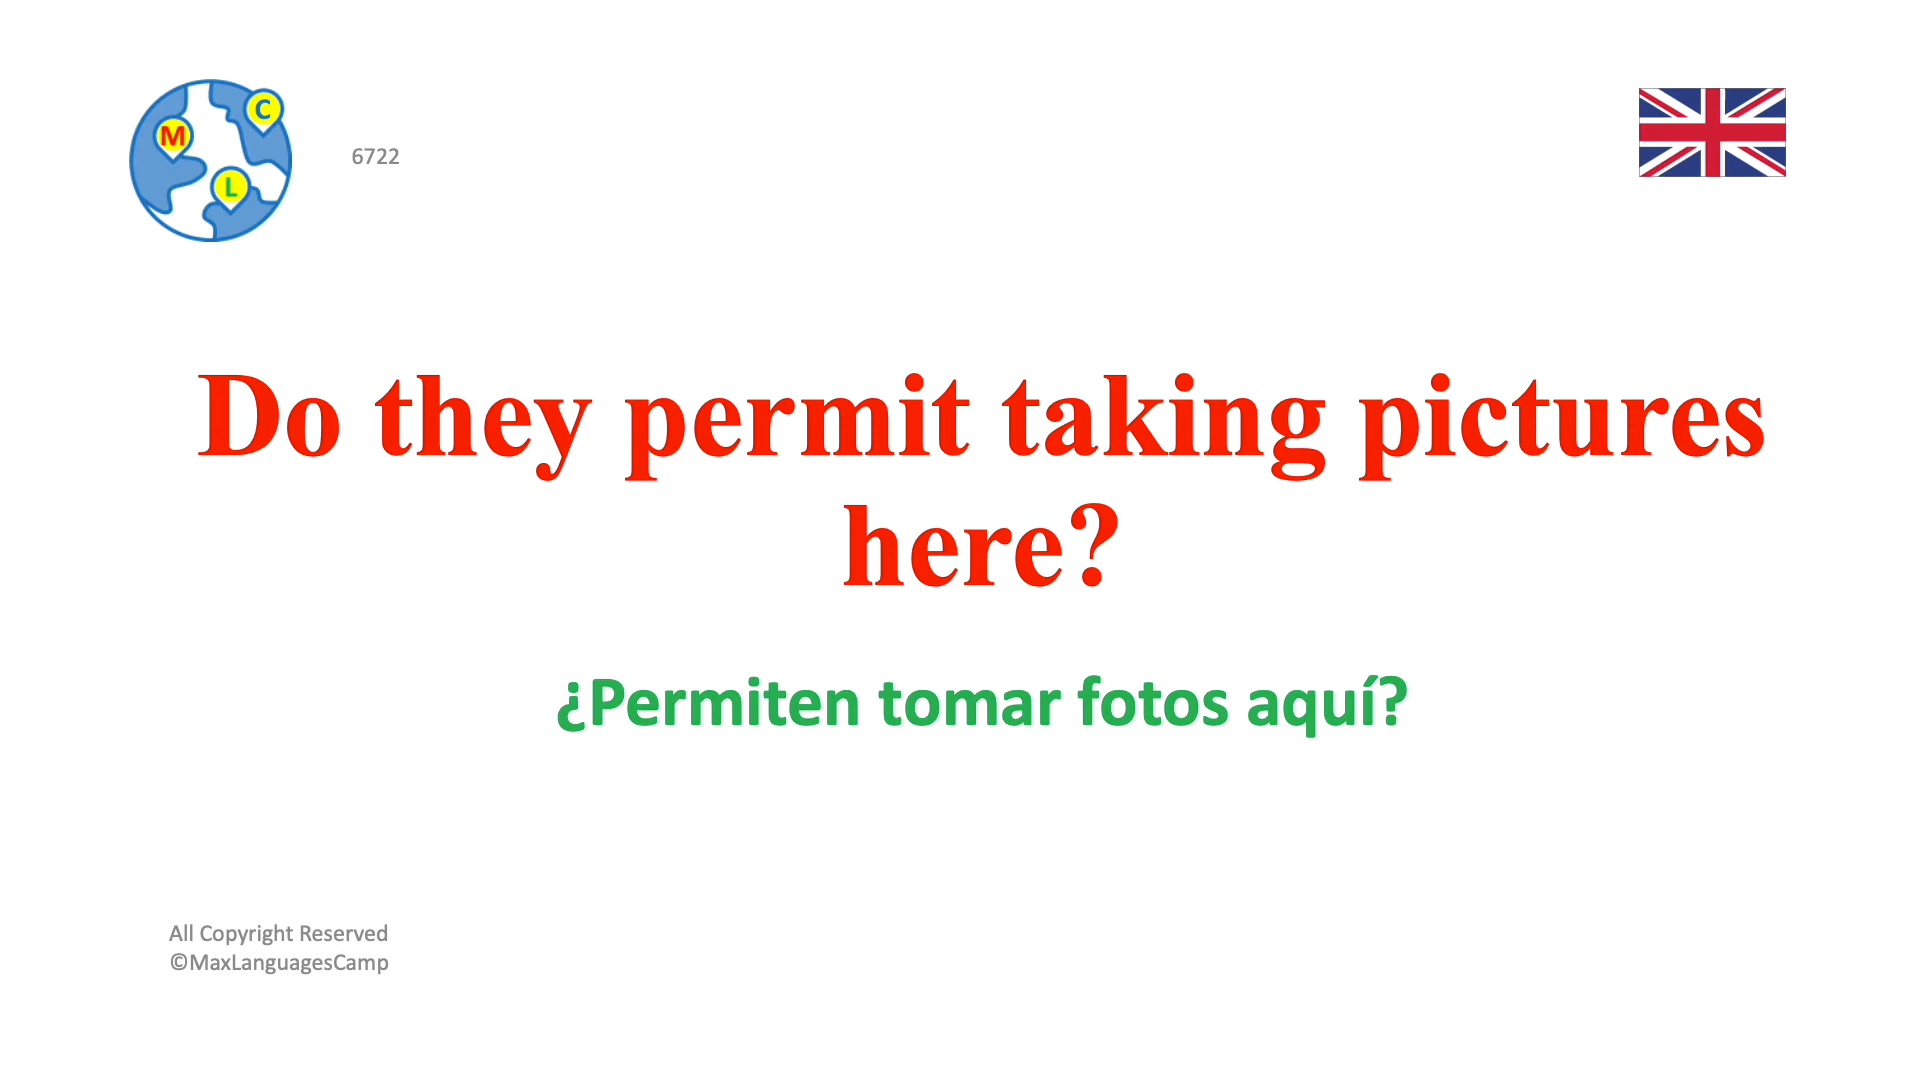 C
M
L
6722
Do they permit taking pictures
here?
¿Permiten tomar fotos aquí?
All Copyright Reserved
©MaxLanguagesCamp